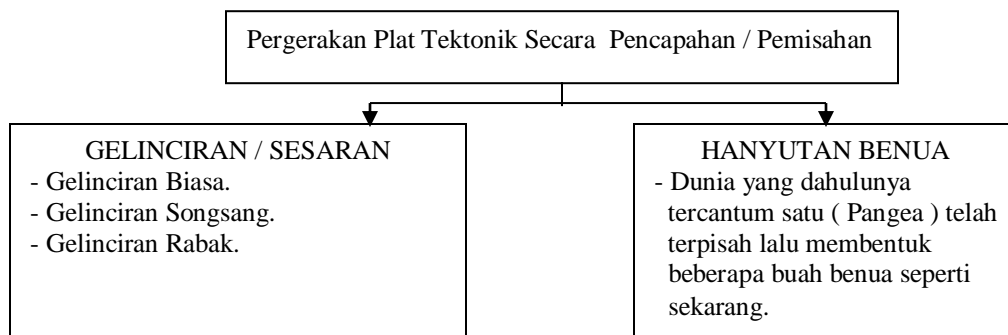 Pergerakan Plat Tektonik Secara Pencapahan / Pemisahan
GELINCIRAN / SESARAN
- Gelinciran Biasa.
- Gelinciran Songsang.
- Gelinciran Rabak.
HANYUTAN BENUA
- Dunia yang dahulunya
tercantum satu ( Pangea ) telah
terpisah lalu membentuk
beberapa buah benua seperti
sekarang.